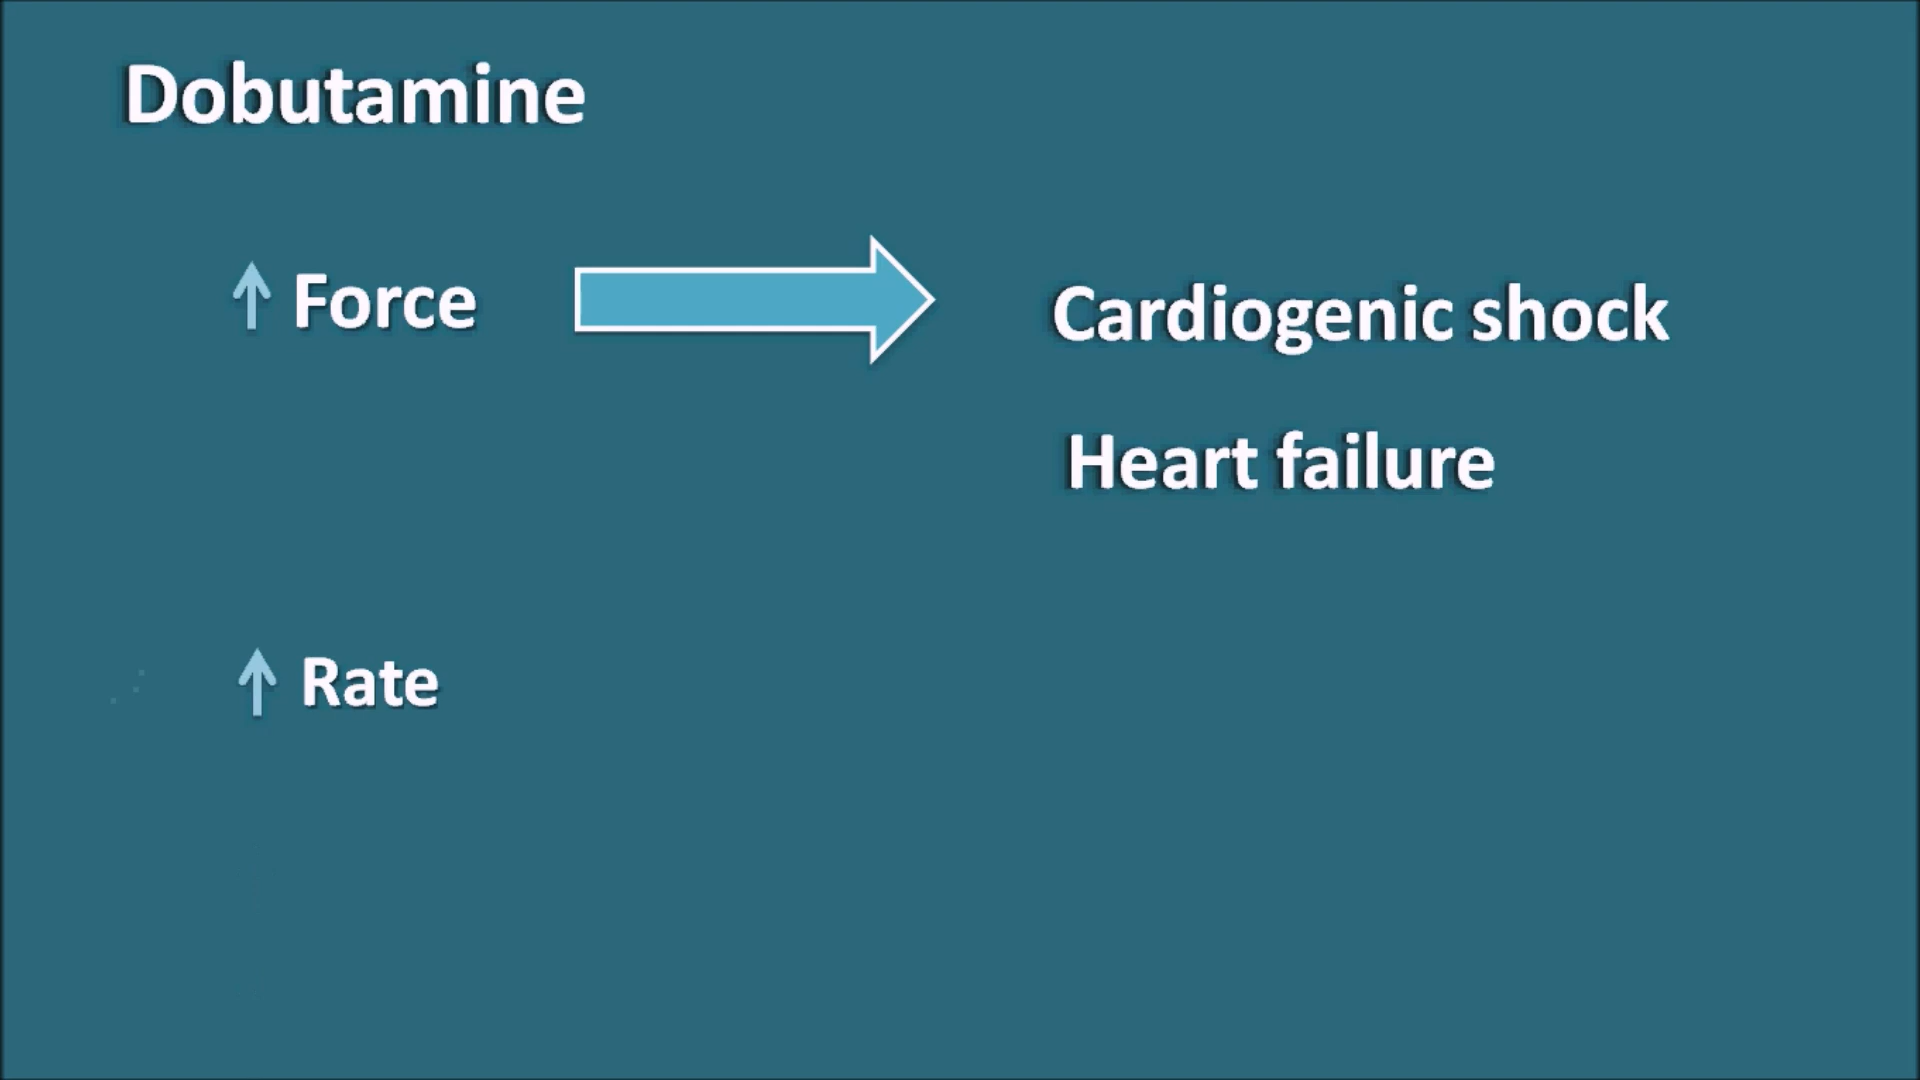 Dobutamine
↑ Force
Cardiogenic shock
Heart failure
↑ Rate